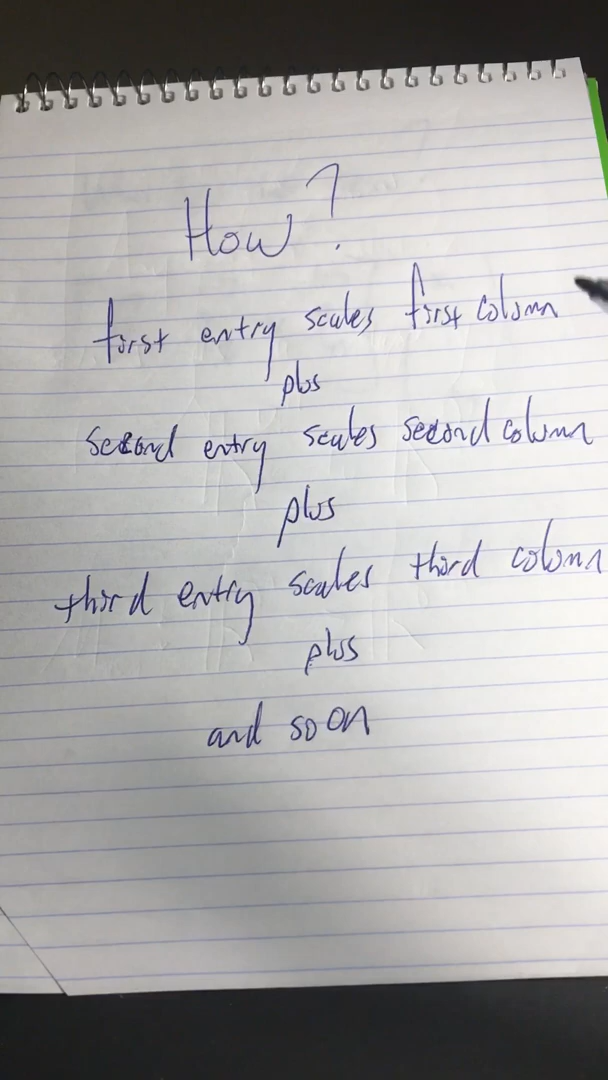 How?
first entry scales first column
plus
second entry scales second column
plus
third entry scales third column
plus
and so on